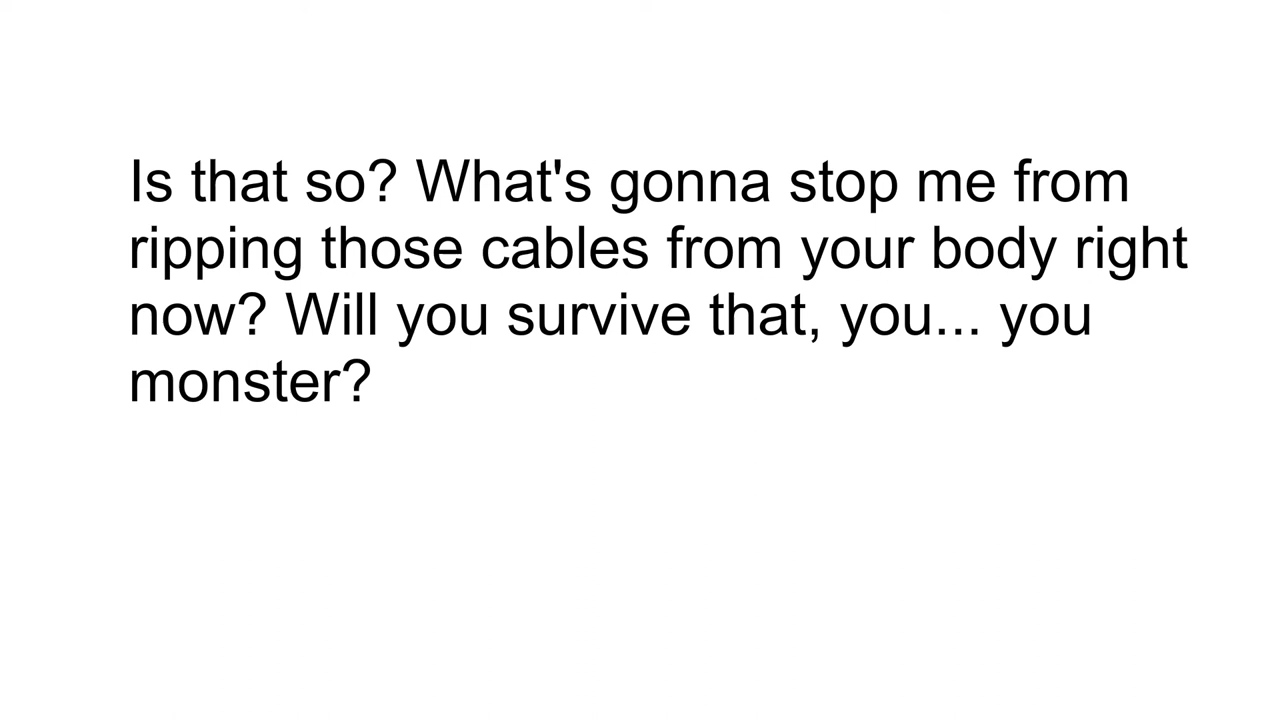 Is that so? What's gonna stop me from
ripping those cables from your body right
now? Will you survive that, you... you
monster?